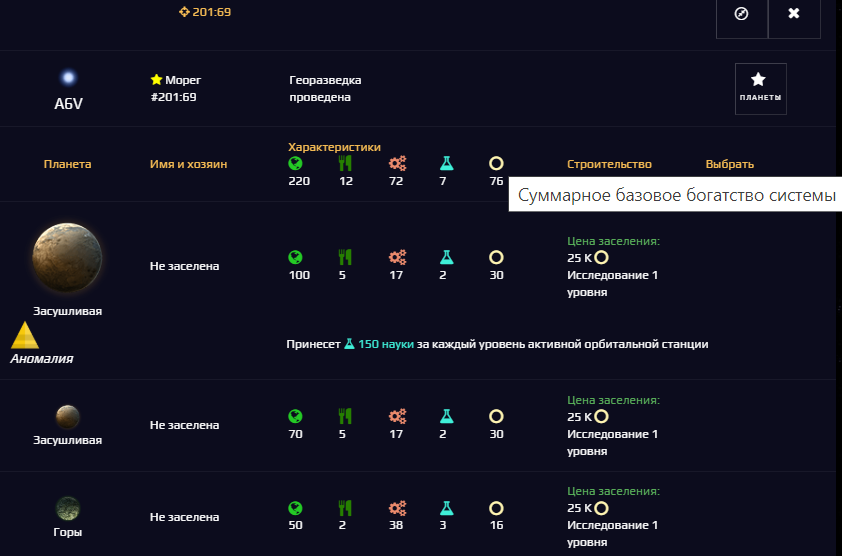 201:69
A6V
Морег
#201:69
Георазведка
проведена
ПЛАНЕТЫ
Планета
Имя и хозяин
Характеристики
220 12 72 7 76
Строительство
Выбрать
Суммарное базовое богатство системы
Засушливая
Не заселена
100 5 17 2 30
Цена заселения:
25 K
Исследование 1
уровня
Аномалия
Принесет 150 науки за каждый уровень активной орбитальной станции
Засушливая
Не заселена
70 5 17 2 30
Цена заселения:
25 K
Исследование 1
уровня
Горы
Не заселена
50 2 38 3 16
Цена заселения:
25 K
Исследование 1
уровня